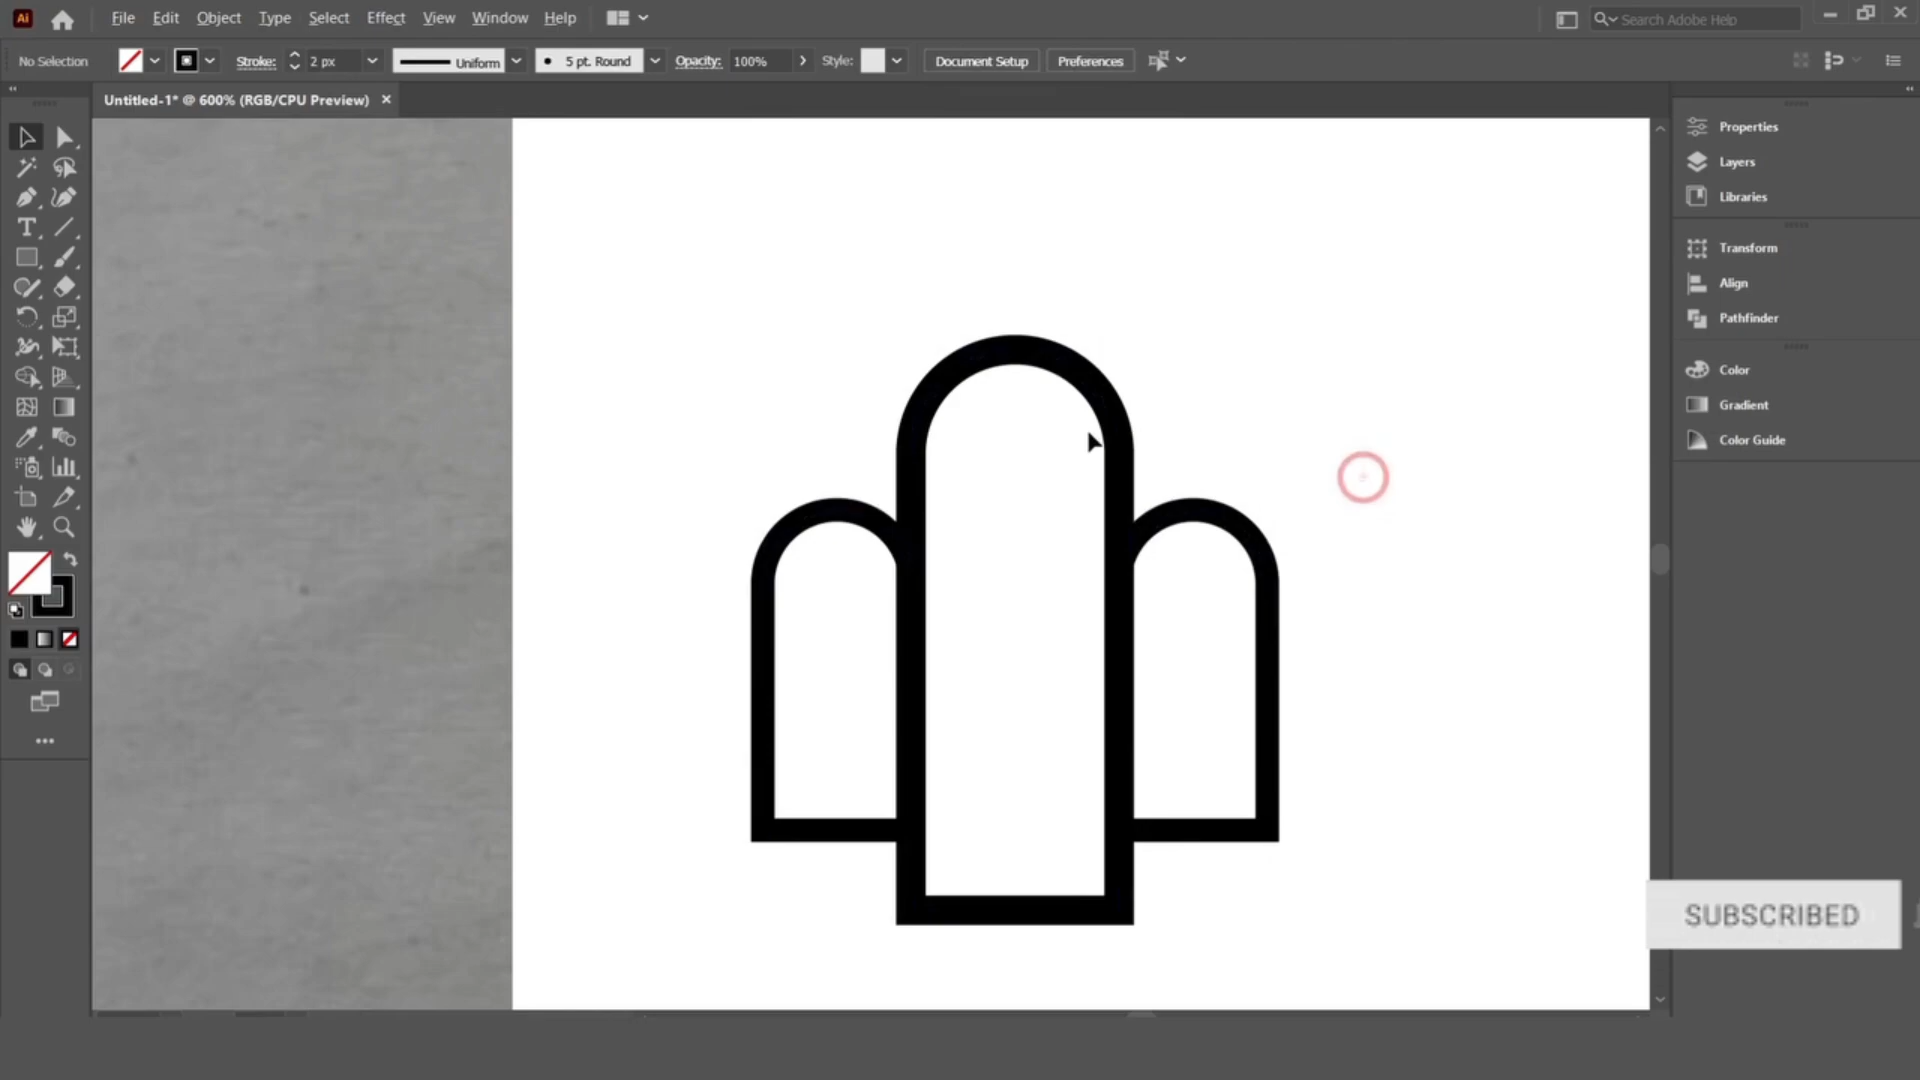 Ai File Edit Object Type Select Effect View Window Help Search Adobe Help
No Selection Stroke: 2 px Uniform 5 pt. Round Opacity: 100% Style: Document Setup Preferences
Untitled-1* @ 600% (RGB/CPU Preview) ×
Properties
Layers
Libraries
Transform
Align
Pathfinder
Color
Gradient
Color Guide
SUBSCRIBED